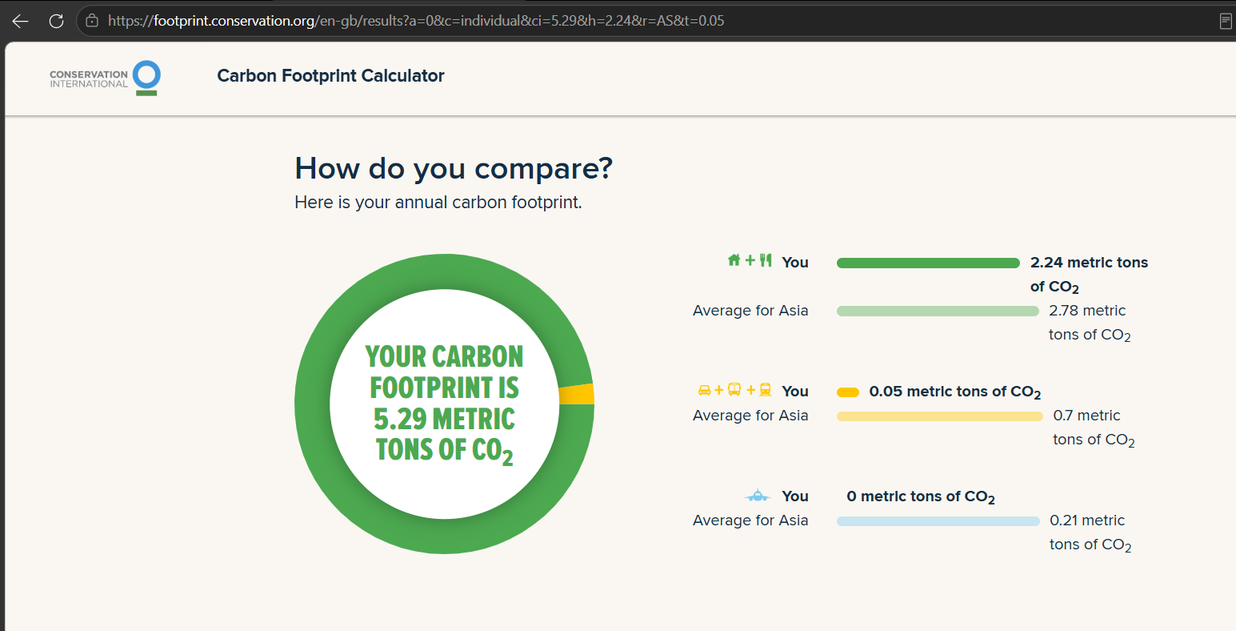 https://footprint.conservation.org/en-gb/results?a=0&c=individual&ci=5.29&h=2.24&r=AS&t=0.05
CONSERVATION
INTERNATIONAL
Carbon Footprint Calculator
How do you compare?
Here is your annual carbon footprint.
YOUR CARBON
FOOTPRINT IS
5.29 METRIC
TONS OF CO₂
+ You
2.24 metric tons
of CO₂
Average for Asia
2.78 metric
tons of CO₂
+ + You
0.05 metric tons of CO₂
Average for Asia
0.7 metric
tons of CO₂
You
0 metric tons of CO₂
Average for Asia
0.21 metric
tons of CO₂